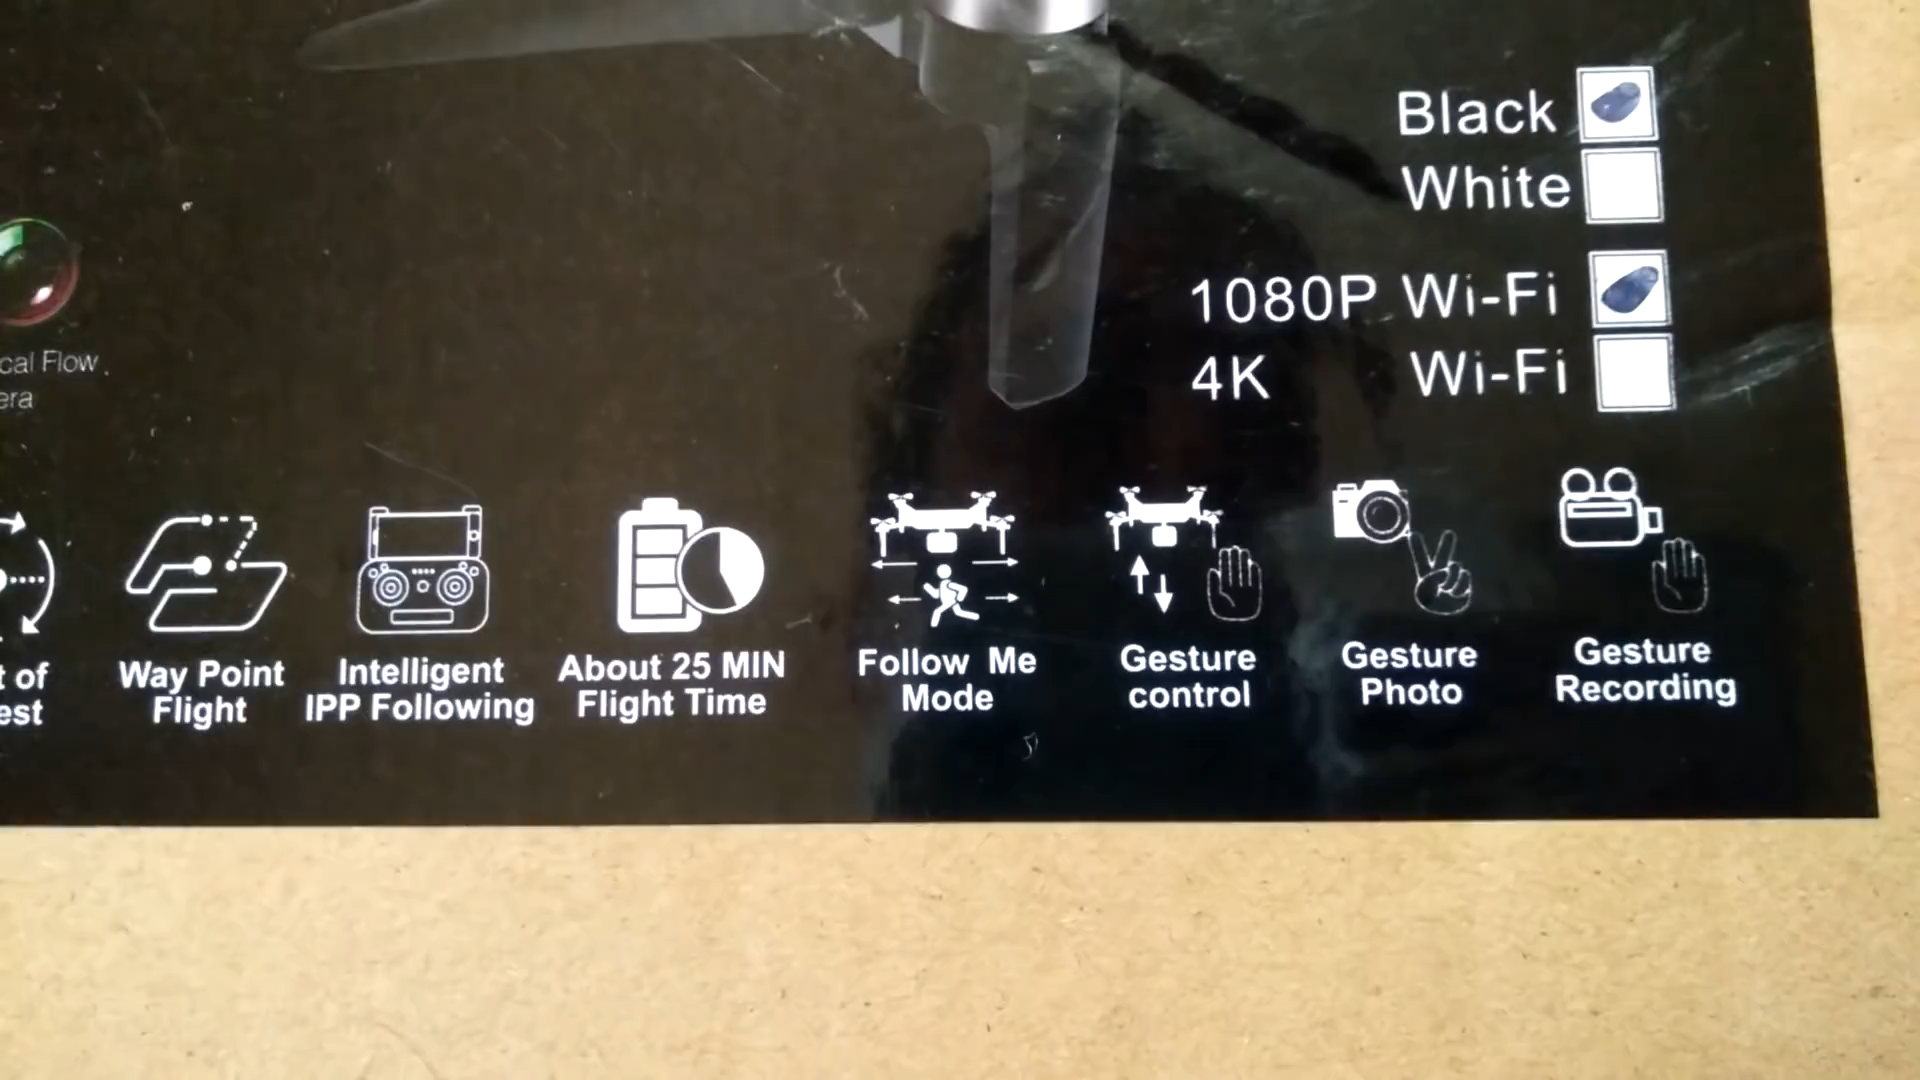 Black
White
1080P Wi-Fi
4K Wi-Fi
cal Flow
era
t of
est
Way Point
Flight
Intelligent
IPP Following
About 25 MIN
Flight Time
Follow Me
Mode
Gesture
control
Gesture
Photo
Gesture
Recording